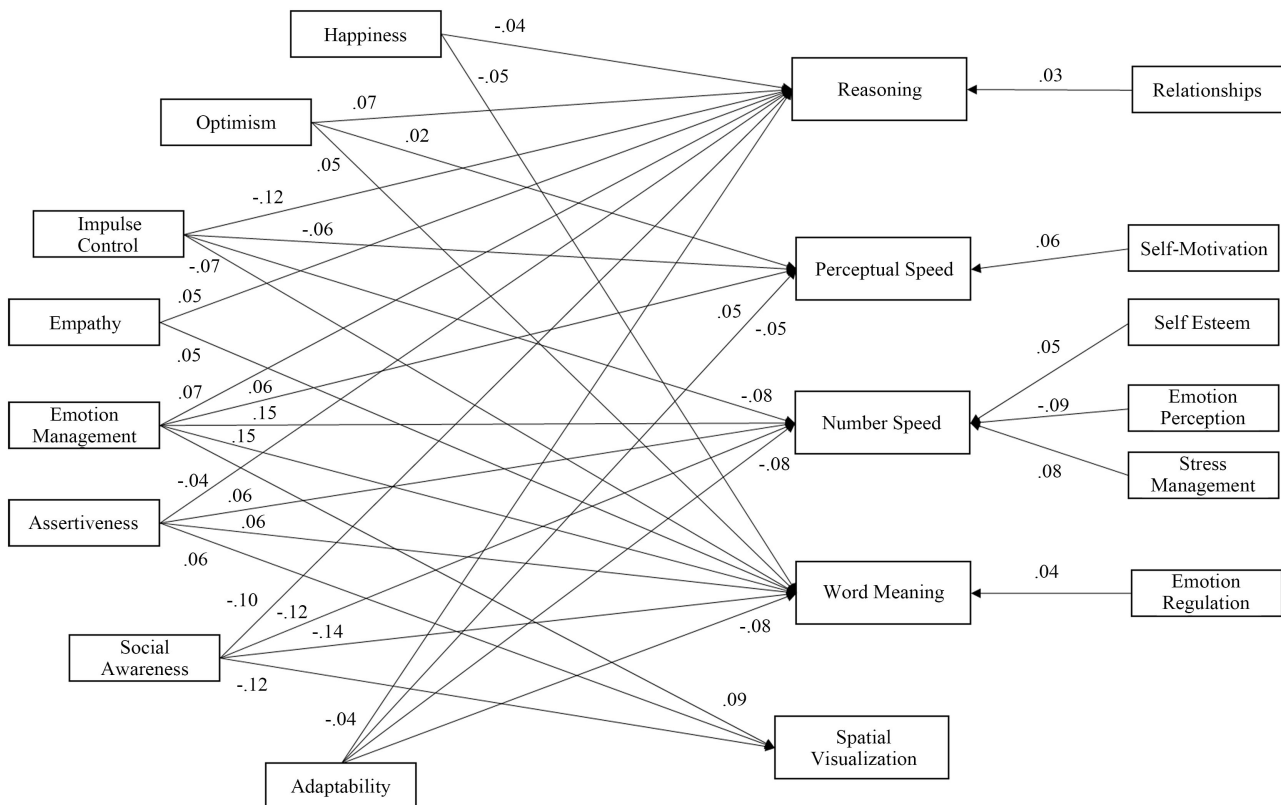 Happiness
-.04
-.05
Reasoning
.03
Relationships
Optimism
.07
.02
.05
Impulse
Control
-.12
-.06
-.07
Perceptual Speed
.06
Self-Motivation
Empathy
.05
.05
.05
-.05
Self Esteem
.05
Emotion
Management
.07
.06
.15
.15
-.08
Number Speed
-.08
-.09
Emotion
Perception
.08
Stress
Management
Assertiveness
-.04
.06
.06
.06
Word Meaning
.04
Emotion
Regulation
Social
Awareness
-.10
-.12
-.14
-.12
-.08
.09
Spatial
Visualization
Adaptability
-.04